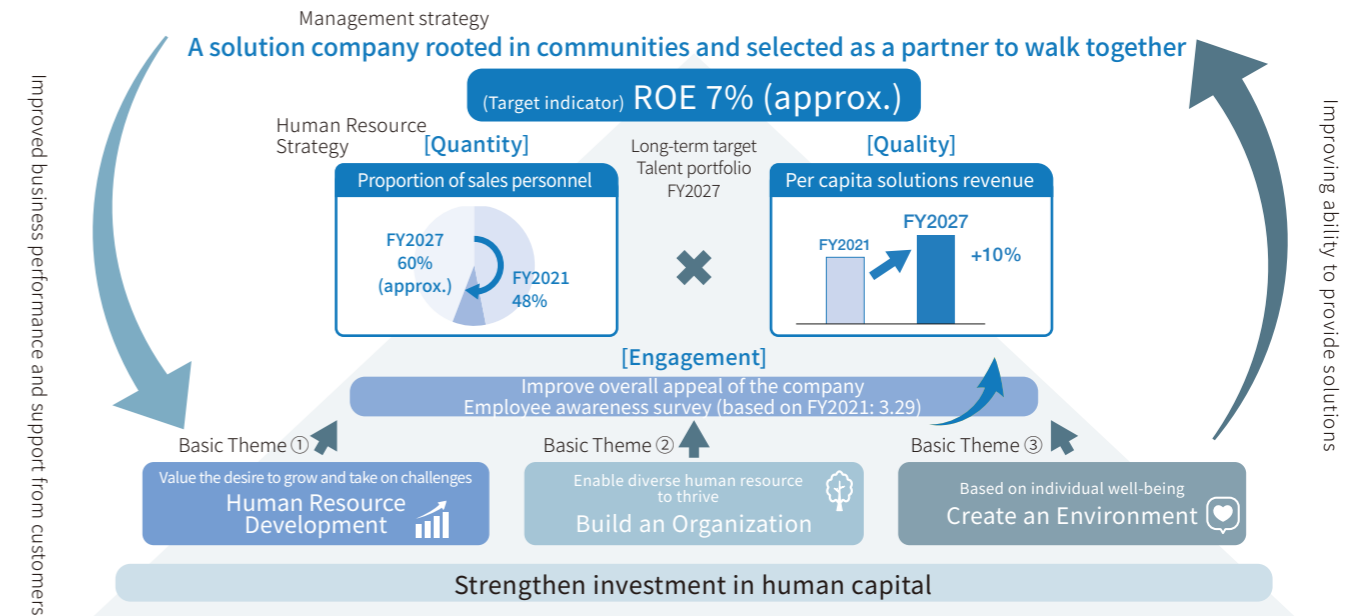 Management strategy
A solution company rooted in communities and selected as a partner to walk together
(Target indicator) ROE 7% (approx.)
Human Resource
Strategy
[Quantity]
Proportion of sales personnel
FY2027
60%
(approx.)
FY2021
48%
Long-term target
Talent portfolio
FY2027
[Quality]
Per capita solutions revenue
FY2021
FY2027
+10%
[Engagement]
Improve overall appeal of the company
Employee awareness survey (based on FY2021: 3.29)
Basic Theme ①
Value the desire to grow and take on challenges
Human Resource
Development
Basic Theme ②
Enable diverse human resource
to thrive
Build an Organization
Basic Theme ③
Based on individual well-being
Create an Environment
Strengthen investment in human capital
Improved business performance and support from customers
Improving ability to provide solutions